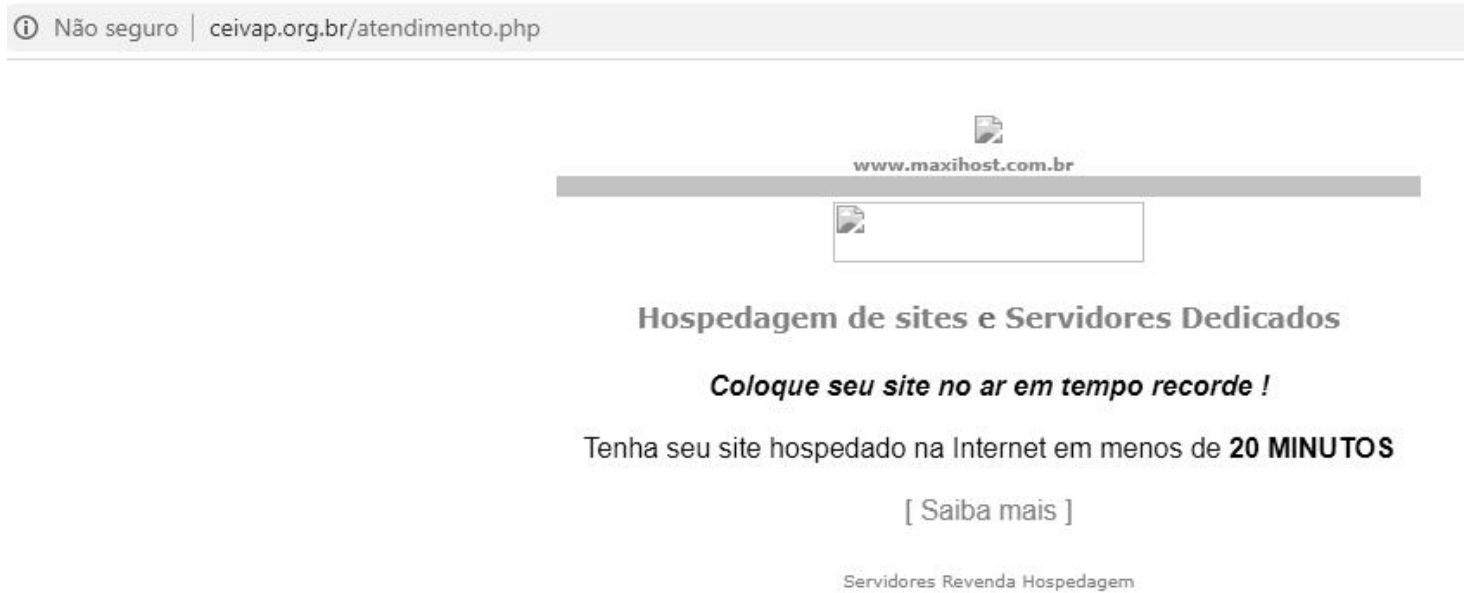 Não seguro | ceivap.org.br/atendimento.php
www.maxihost.com.br
Hospedagem de sites e Servidores Dedicados
Coloque seu site no ar em tempo recorde !
Tenha seu site hospedado na Internet em menos de 20 MINUTOS
[ Saiba mais ]
Servidores Revenda Hospedagem